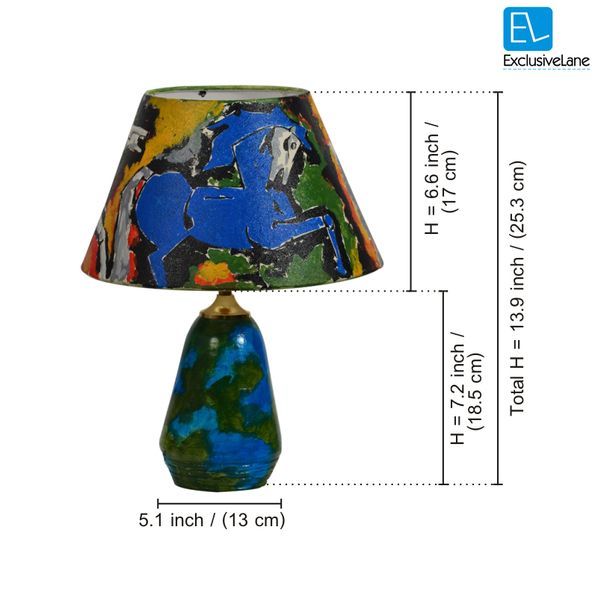 EL
ExclusiveLane
H = 6.6 inch /
(17 cm)
H = 7.2 inch /
(18.5 cm)
Total H = 13.9 inch / (25.3 cm)
5.1 inch / (13 cm)